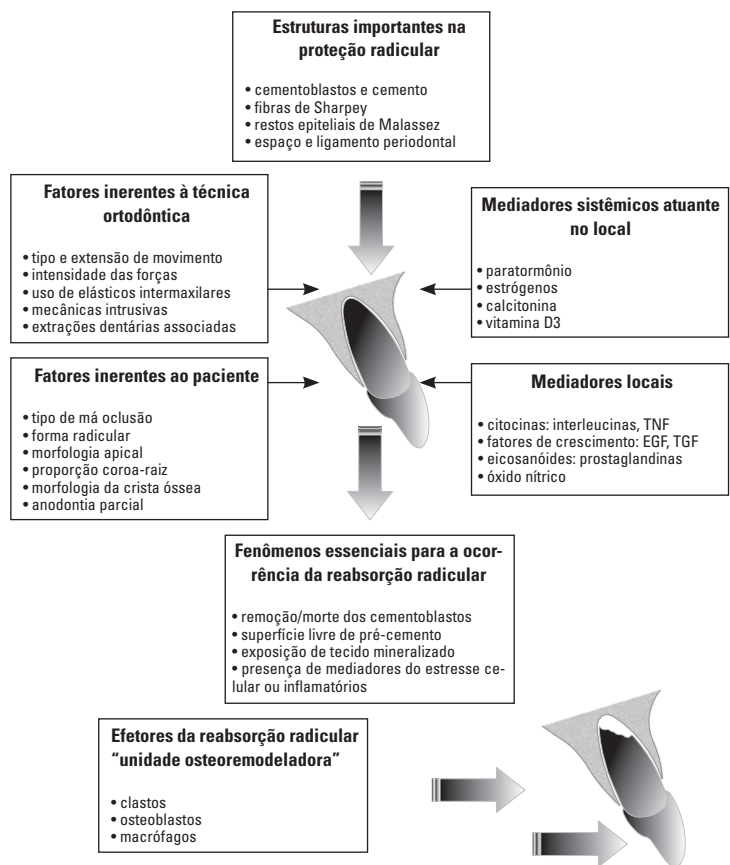 Estruturas importantes na
proteção radicular
• cementoblastos e cemento
• fibras de Sharpey
• restos epiteliais de Malassez
• espaço e ligamento periodontal
Fatores inerentes à técnica
ortodôntica
• tipo e extensão de movimento
• intensidade das forças
• uso de elásticos intermaxilares
• mecânicas intrusivas
• extrações dentárias associadas
Mediadores sistêmicos atuante
no local
• paratormônio
• estrógenos
• calcitonina
• vitamina D3
Fatores inerentes ao paciente
• tipo de má oclusão
• forma radicular
• morfologia apical
• proporção coroa-raiz
• morfologia da crista óssea
• anodontia parcial
Mediadores locais
• citocinas: interleucinas, TNF
• fatores de crescimento: EGF, TGF
• eicosanóides: prostaglandinas
• óxido nítrico
Fenômenos essenciais para a ocor-
rência da reabsorção radicular
• remoção/morte dos cementoblastos
• superfície livre de pré-cemento
• exposição de tecido mineralizado
• presença de mediadores do estresse ce-
lular ou inflamatórios
Efetores da reabsorção radicular
“unidade osteoremodeladora”
• clastos
• osteoblastos
• macrófagos